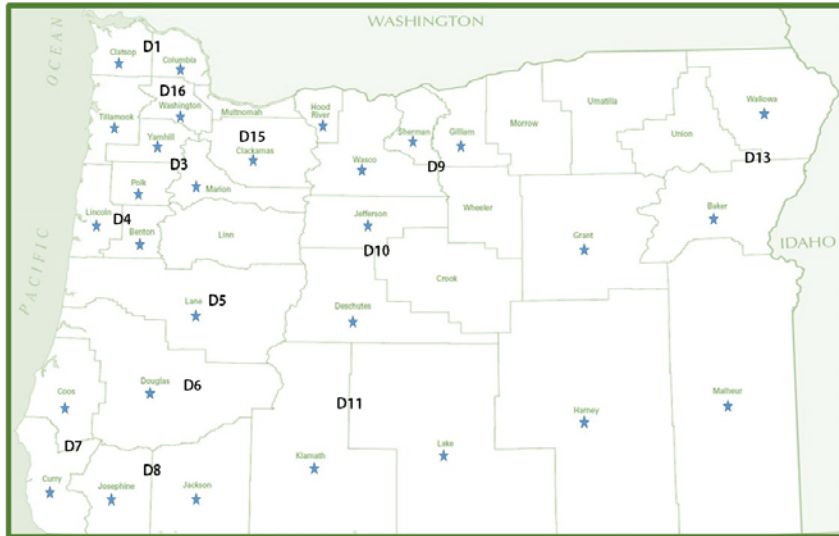 WASHINGTON
OCEAN
PACIFIC
IDAHO
D1
Clatsop
Columbia
D16
Washington
Tillamook
Multnomah
Hood
River
D15
Clackamas
Yamhill
D3
Sherman
Gilliam
Morrow
Umatilla
Union
Wallowa
D13
D9
Wasco
Polk
Marion
Lincoln
D4
Benton
Linn
Jefferson
Wheeler
D10
Crook
Grant
Baker
Lane
D5
Deschutes
Douglas
D6
Coos
D7
Curry
D8
Josephine
Jackson
D11
Klamath
Lake
Harney
Malheur